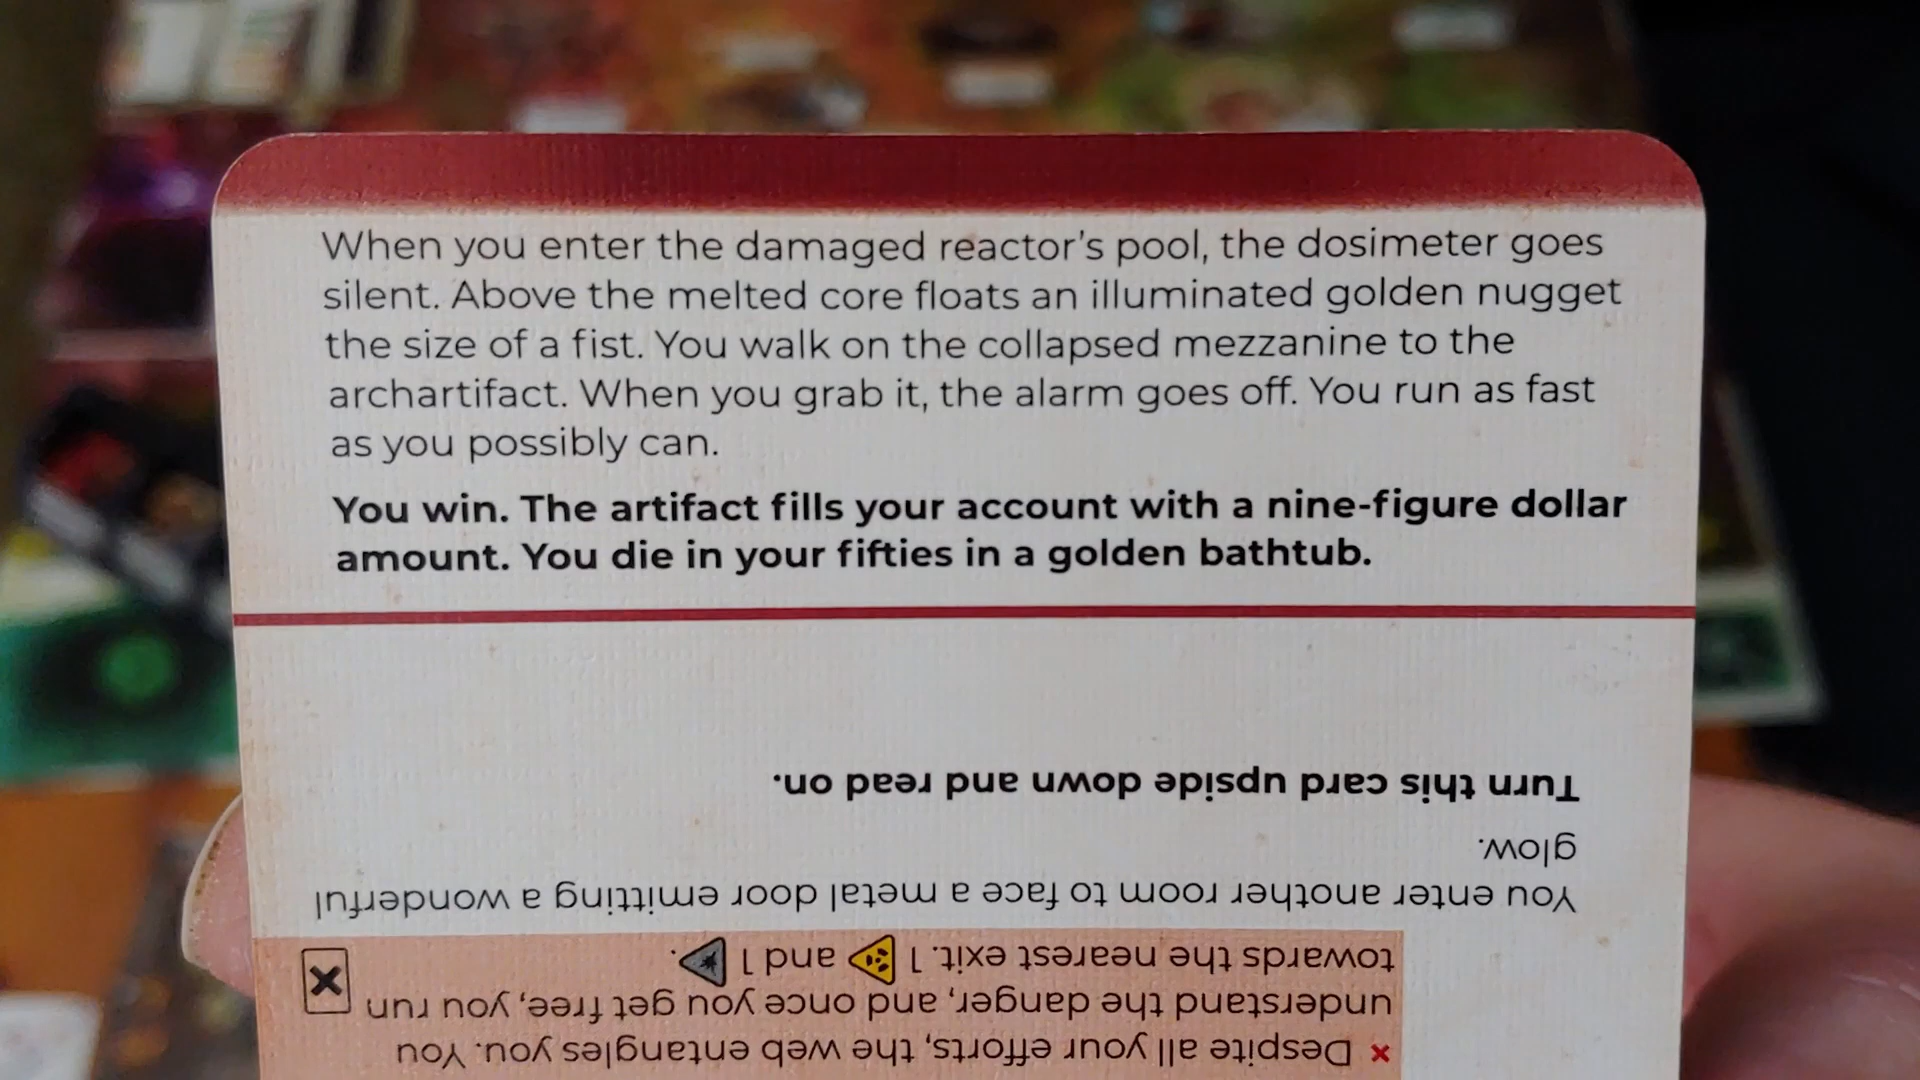 When you enter the damaged reactor's pool, the dosimeter goes
silent. Above the melted core floats an illuminated golden nugget
the size of a fist. You walk on the collapsed mezzanine to the
archartifact. When you grab it, the alarm goes off. You run as fast
as you possibly can.
You win. The artifact fills your account with a nine-figure dollar
amount. You die in your fifties in a golden bathtub.
× Despite all your efforts, the web entangles you. You
understand the danger, and once you get free, you run
towards the nearest exit. 1 and 1 .
You enter another room to face a metal door emitting a wonderful
glow.
Turn this card upside down and read on.